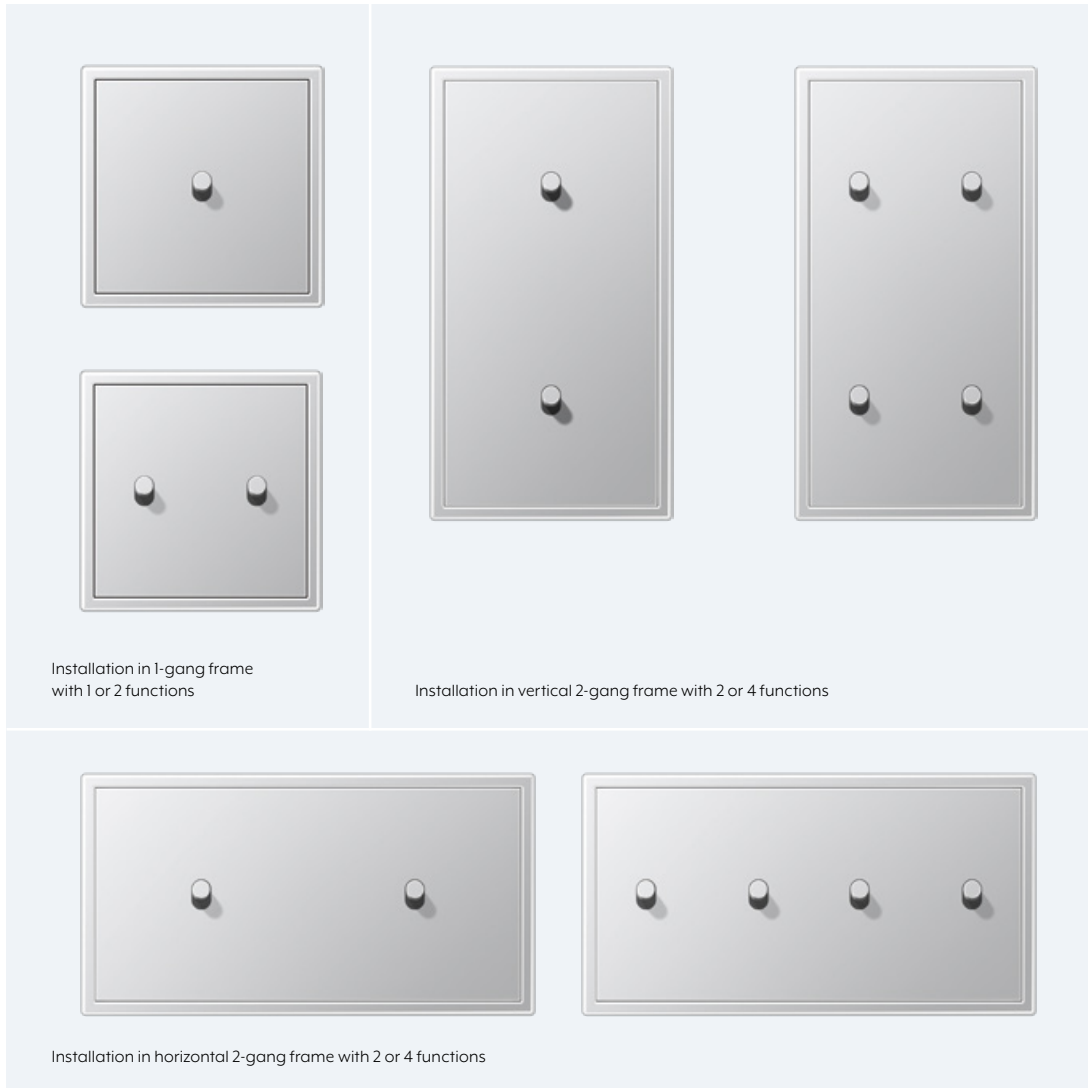 Installation in 1-gang frame
with 1 or 2 functions
Installation in vertical 2-gang frame with 2 or 4 functions
Installation in horizontal 2-gang frame with 2 or 4 functions